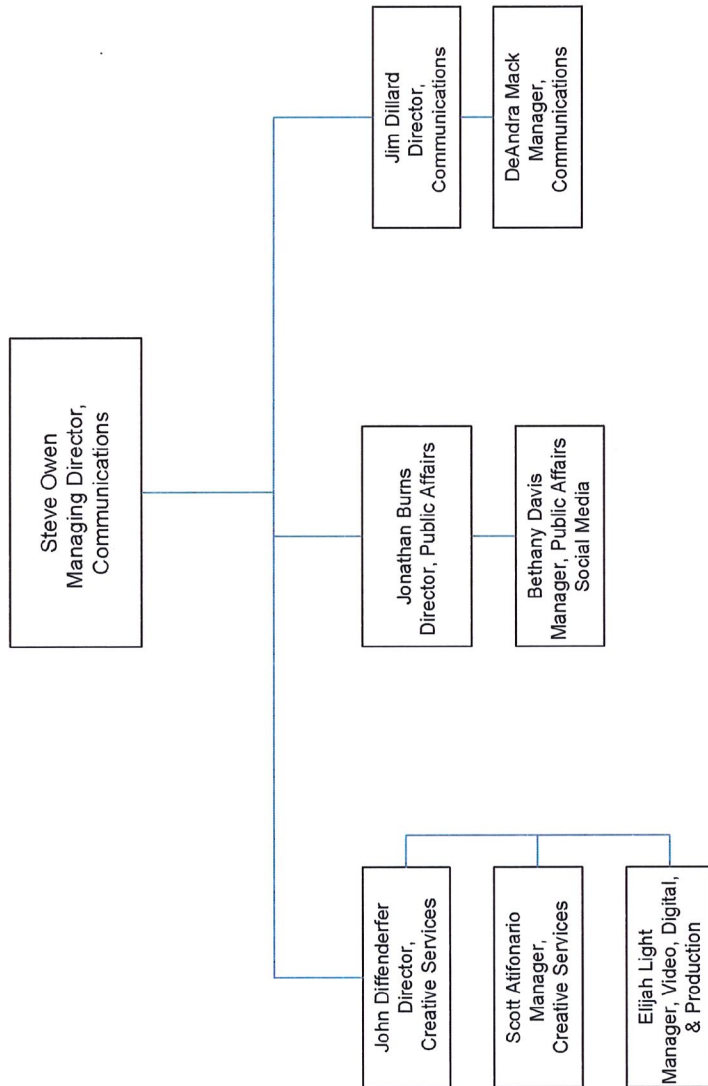 Steve Owen
Managing Director,
Communications
John Diffenderfer
Director,
Creative Services
Scott Atifonario
Manager,
Creative Services
Elijah Light
Manager, Video, Digital,
& Production
Jonathan Burns
Director, Public Affairs
Bethany Davis
Manager, Public Affairs
Social Media
Jim Dillard
Director,
Communications
DeAndra Mack
Manager,
Communications